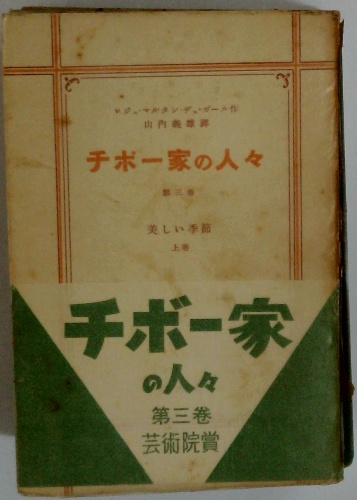 ロジェ・マルタン・デュ・ガール作
山内義雄譯
チボー家の人々
第三巻
美しい季節
上巻
チボー家
の人々
第三巻
芸術院賞